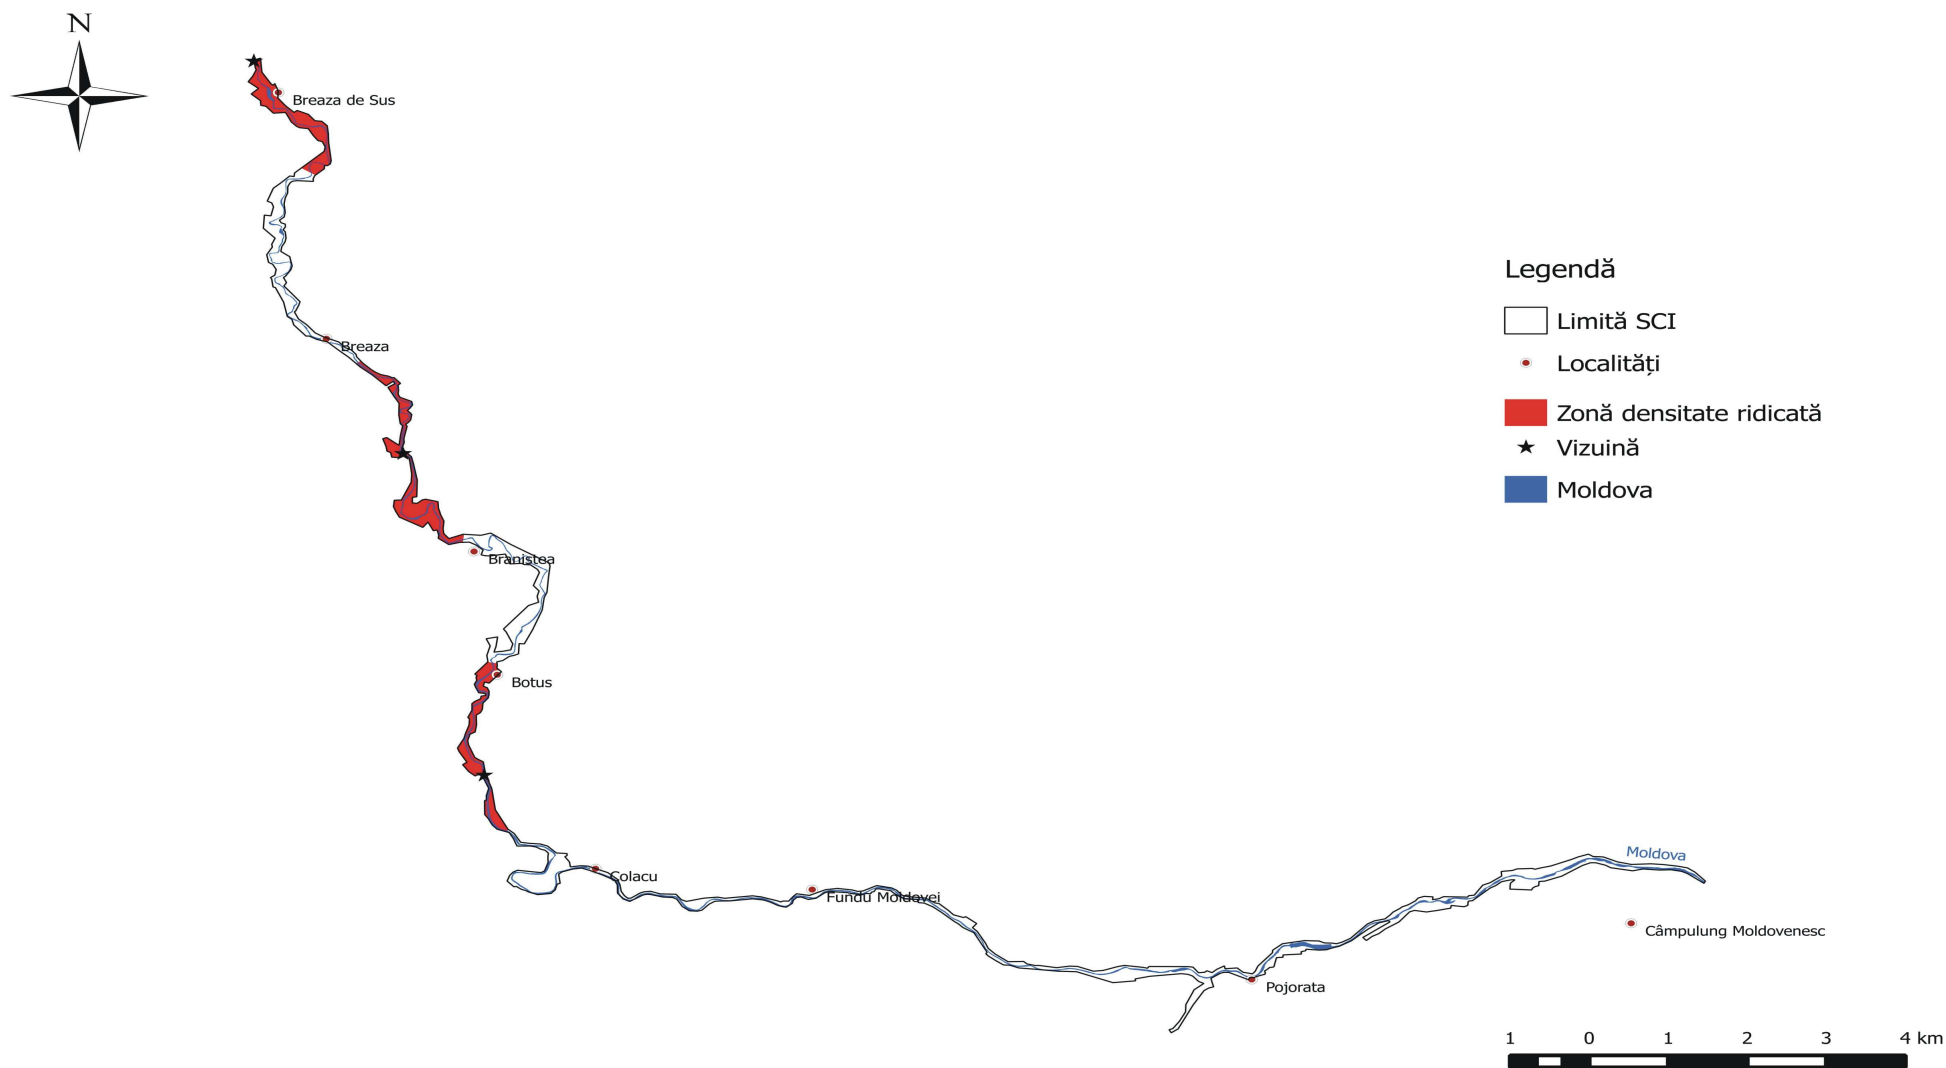 N
Breaza de Sus
Breaza
Branistea
Botus
Colacu
Fundu Moldovei
Pojorata
Moldova
Câmpulung Moldovenesc
Legendă
Limită SCI
Localități
Zonă densitate ridicată
Vizuină
Moldova
1 0 1 2 3 4 km